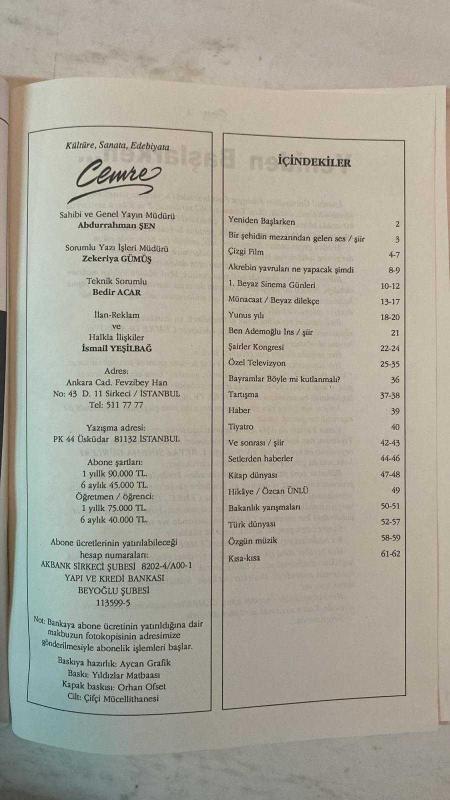 Kültüre, Sanata, Edebiyata
Cemre
Sahibi ve Genel Yayın Müdürü
Abdurrahman ŞEN
Sorumlu Yazı İşleri Müdürü
Zekeriya GÜMÜŞ
Teknik Sorumlu
Bedir ACAR
İlan-Reklam
ve
Halkla İlişkiler
İsmail YEŞİLBAĞ
Adres:
Ankara Cad. Fevzibey Han
No: 43 D. 11 Sirkeci / İSTANBUL
Tel: 511 77 77
Yazışma adresi:
PK 44 Üsküdar 81132 İSTANBUL
Abone şartları:
1 yıllık 90.000 TL.
6 aylık 45.000 TL.
Öğretmen / öğrenci:
1 yıllık 75.000 TL
6 aylık 40.000 TL.
Abone ücretlerinin yatırılabileceği
hesap numaraları:
AKBANK SİRKECİ ŞUBESİ 8202-4/A00-1
YAPI VE KREDİ BANKASI
BEYOĞLU ŞUBESİ
113599-5
Not: Bankaya abone ücretinin yatırıldığına dair
makbuzun fotokopisinin adresimize
gönderilmesiyle abonelik işlemleri başlar.
Baskıya hazırlık: Aycan Grafik
Baskı: Yıldızlar Matbaası
Kapak baskısı: Orhan Ofset
Cilt: Çifçi Mücellithanesi
İÇİNDEKİLER
Yeniden Başlarken 2
Bir şehidin mezarından gelen ses / şiir 3
Çizgi Film 4-7
Akrebin yavruları ne yapacak şimdi 8-9
1. Beyaz Sinema Günleri 10-12
Münacaat / Beyaz dilekçe 13-17
Yunus yılı 18-20
Ben Ademoğlu İns / şiir 21
Şairler Kongresi 22-24
Özel Televizyon 25-35
Bayramlar Böyle mi kutlanmalı? 36
Tartışma 37-38
Haber 39
Tiyatro 40
Ve sonrası / şiir 42-43
Setlerden haberler 44-46
Kitap dünyası 47-48
Hikâye / Özcan ÜNLÜ 49
Bakanlık yarışmaları 50-51
Türk dünyası 52-57
Özgün müzik 58-59
Kısa-kısa 61-62